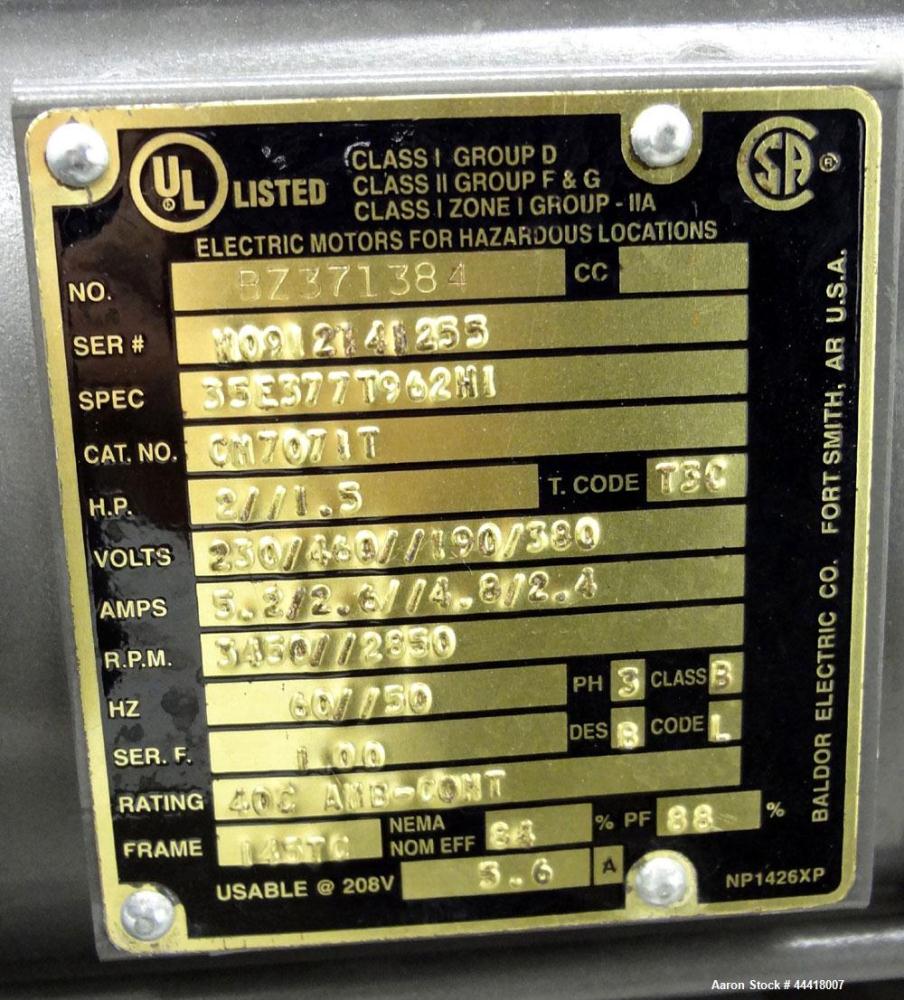 UL LISTED CLASS I GROUP D
CLASS II GROUP F & G
CLASS I ZONE I GROUP - IIA
SA ®
ELECTRIC MOTORS FOR HAZARDOUS LOCATIONS
NO. BZ371384 CC
SER # W0912141255
SPEC 35E377T962H1
CAT. NO. CM7071T
H.P. 2//1.5 T. CODE T3C
VOLTS 230/460//190/380
AMPS 5.2/2.6//4.8/2.4
R.P.M. 3450//2850
HZ 60//50 PH 3 CLASS B
SER. F. 1.00 DES B CODE L
RATING 40C AMB-CONT
FRAME 145TC NEMA NOM EFF 84 % PF 88 %
USABLE @ 208V 5.6 A
NP1426XP
BALDOR ELECTRIC CO. FORT SMITH, AR U.S.A.
Aaron Stock # 44418007